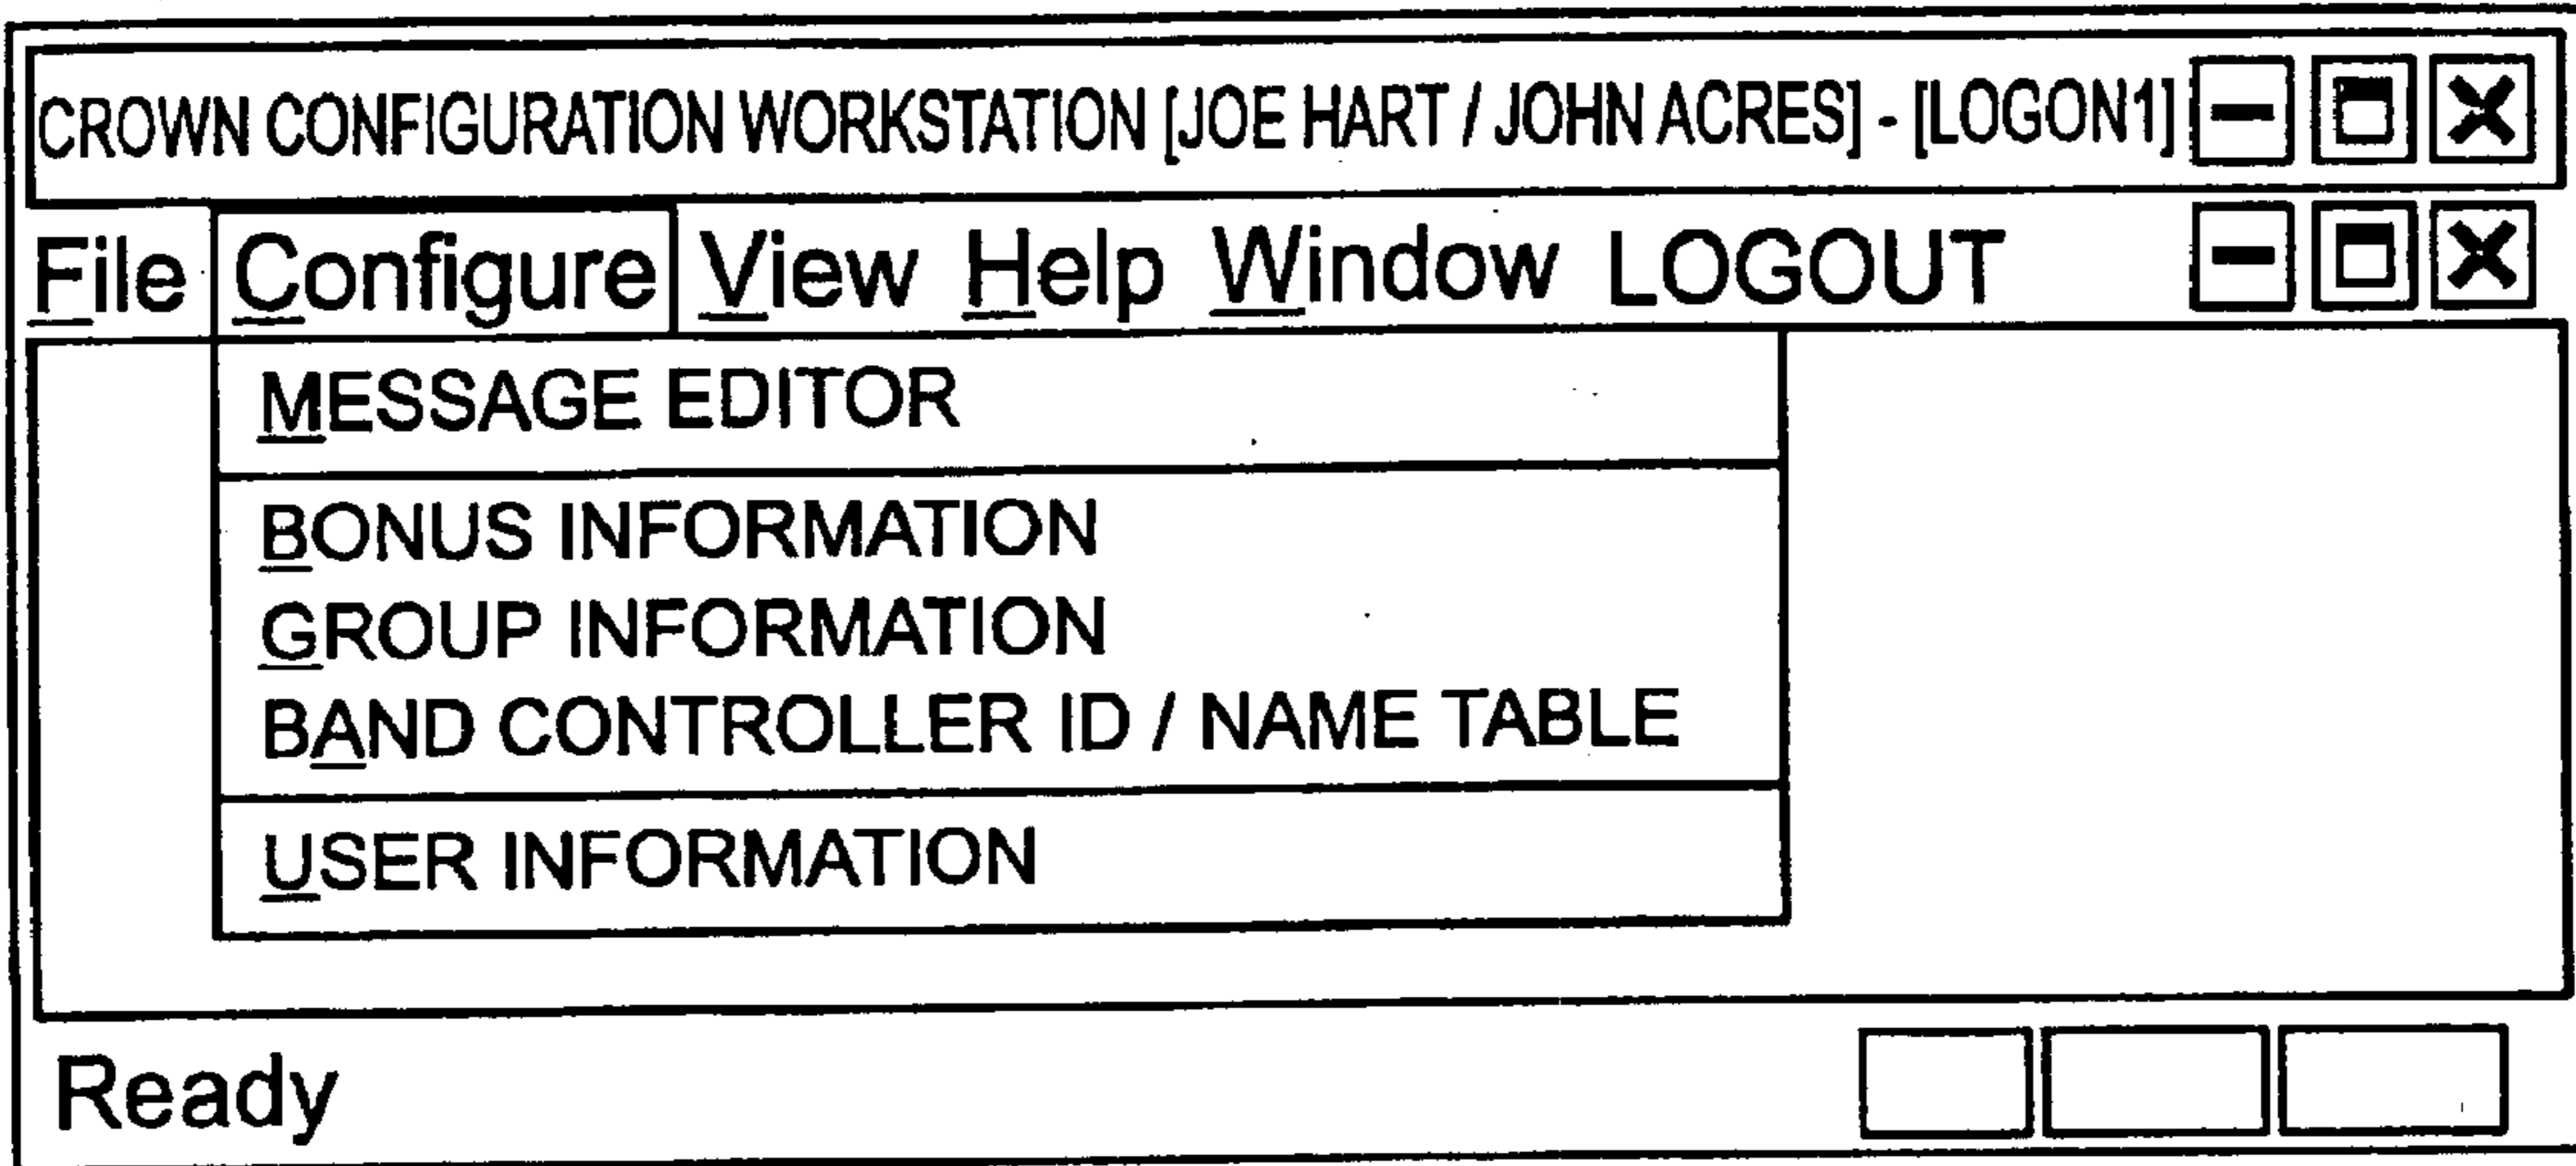 CROWN CONFIGURATION WORKSTATION [JOE HART / JOHN ACRES] - [LOGON1]
File Configure View Help Window LOGOUT
MESSAGE EDITOR
BONUS INFORMATION
GROUP INFORMATION
BAND CONTROLLER ID / NAME TABLE
USER INFORMATION
Ready